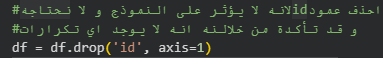 #احذف عمودidلانه لا يؤثر على النموذج و لا نحتاجه
#و قد تأكدة من خلالنه انه لا يوجد اي تكرارات
df = df.drop('id', axis=1)